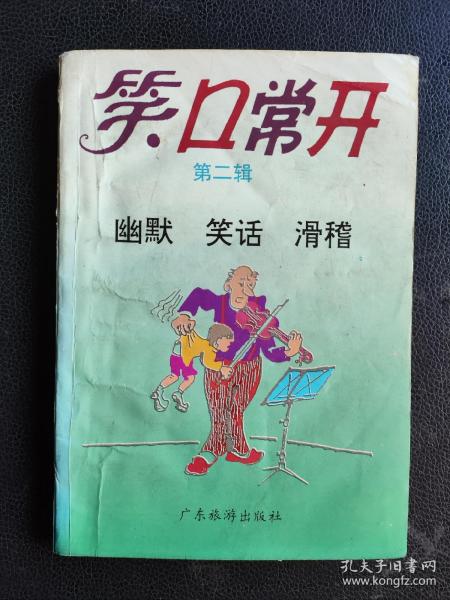 笑口常开
第二辑
幽默 笑话 滑稽
广东旅游出版社
孔夫子旧书网
www.kongfz.com